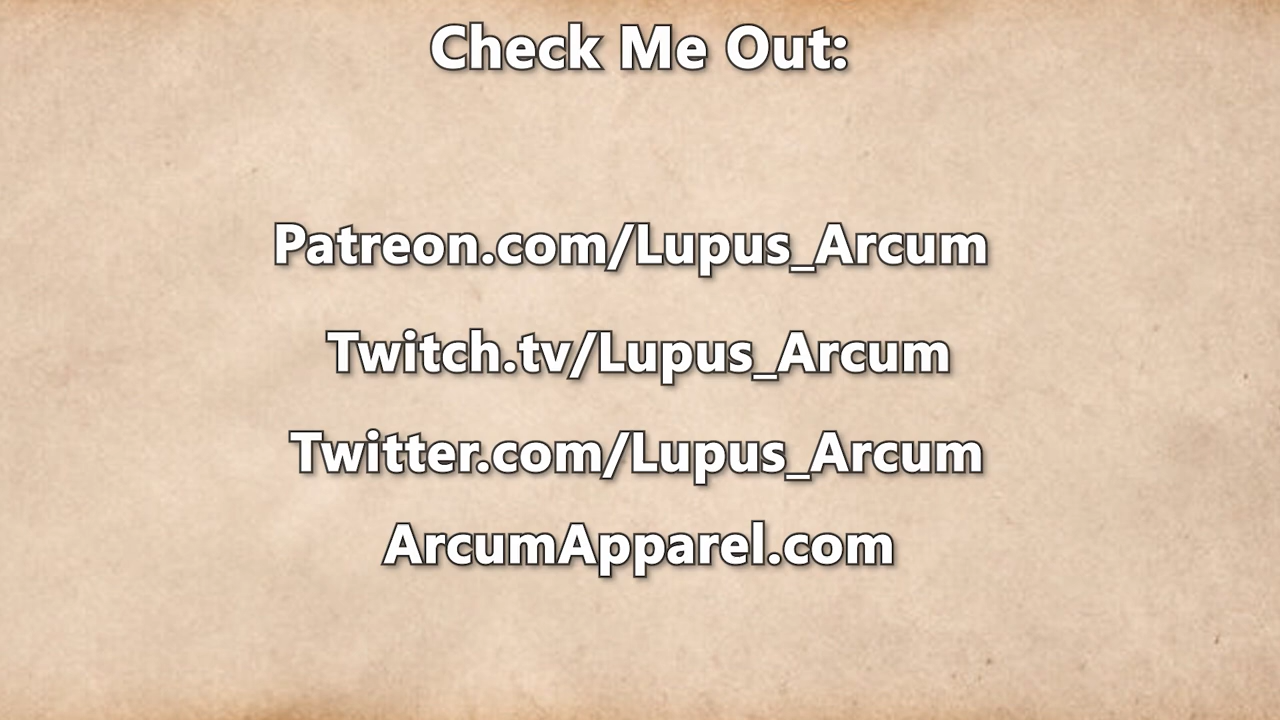 Check Me Out:
Patreon.com/Lupus_Arcum
Twitch.tv/Lupus_Arcum
Twitter.com/Lupus_Arcum
ArcumApparel.com